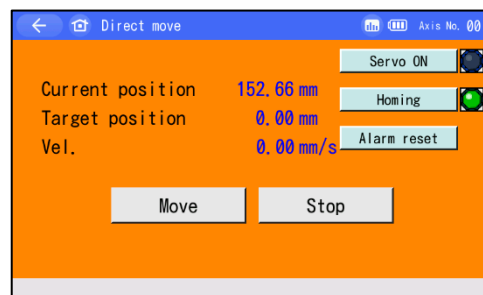 Direct move Axis No. 00
Servo ON
Current position 152.66 mm
Homing
Target position 0.00 mm
Alarm reset
Vel. 0.00 mm/s
Move Stop